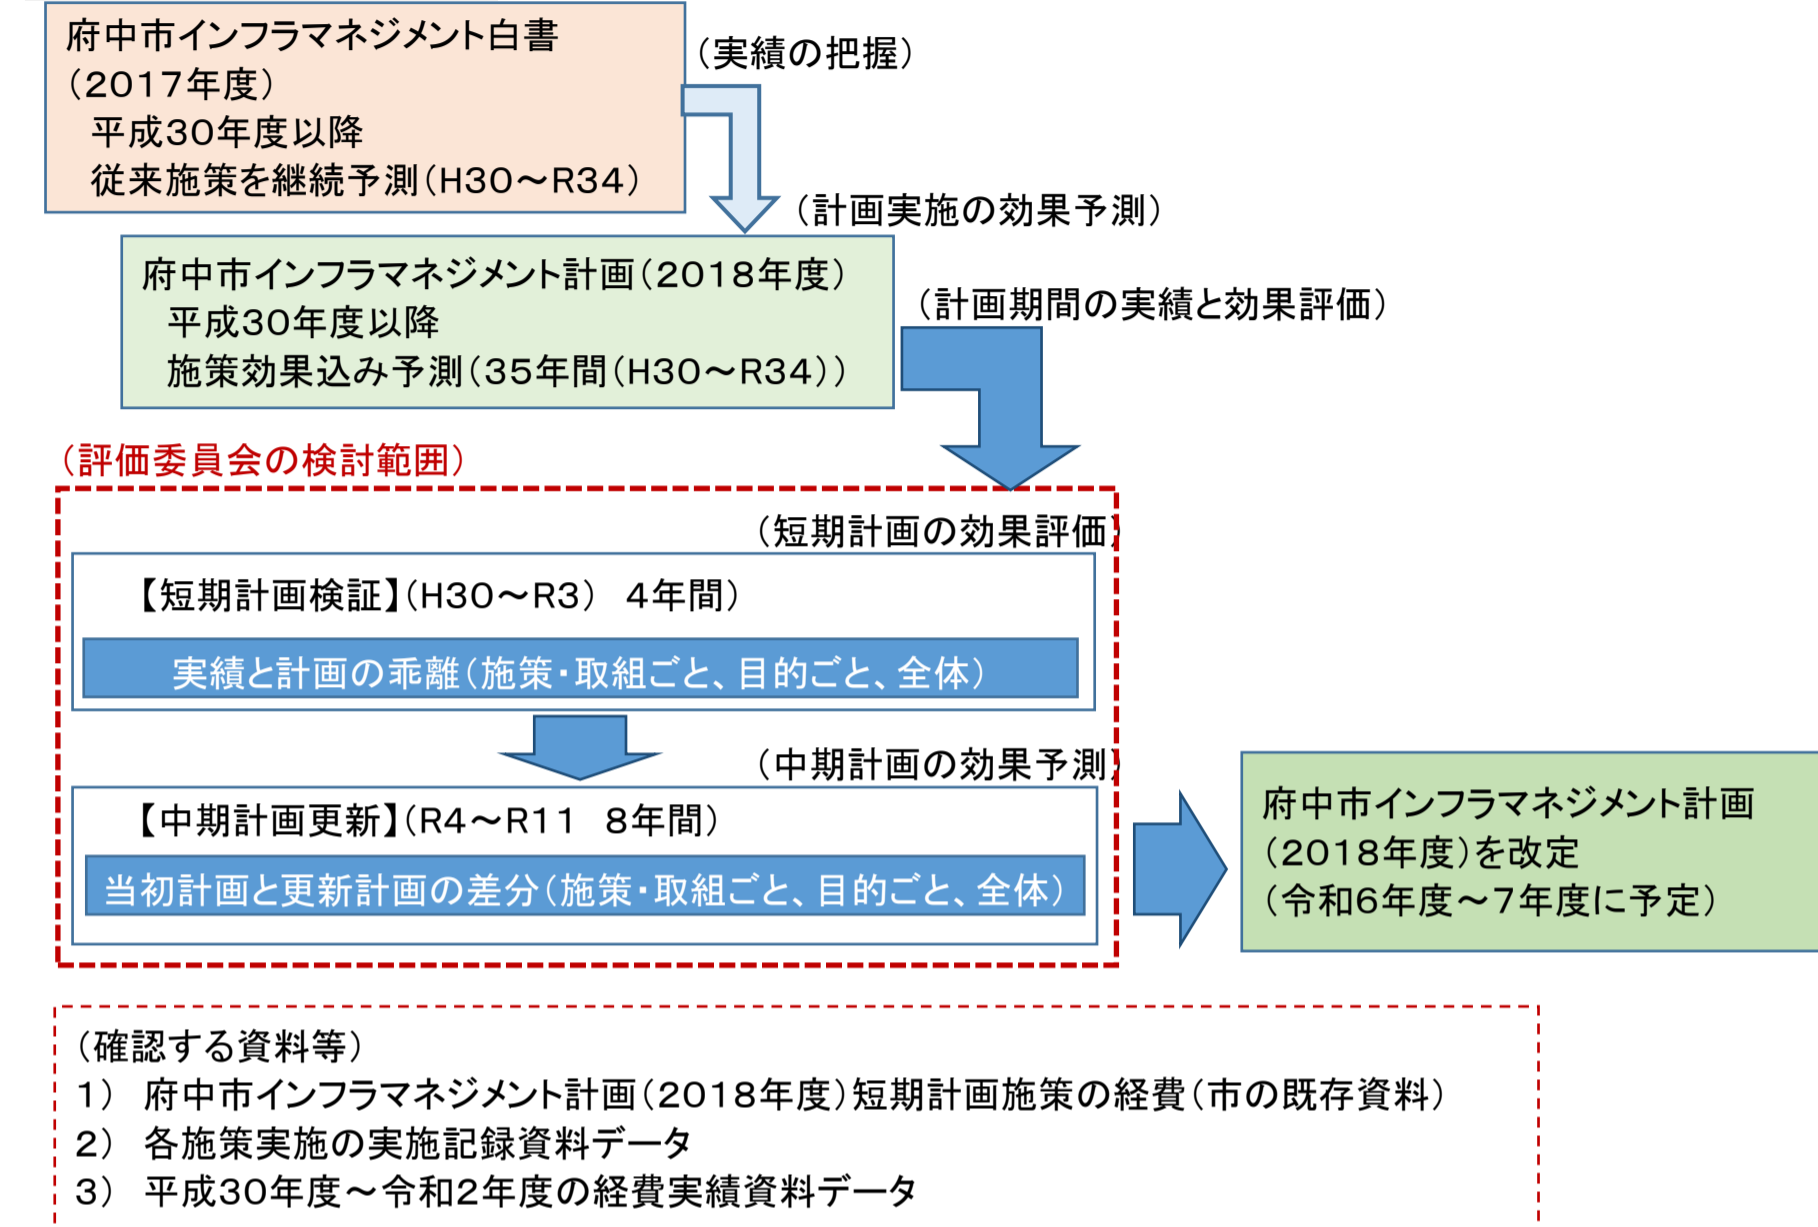 府中市インフラマネジメント白書
（2017年度）
平成30年度以降
従来施策を継続予測（H30～R34）
（実績の把握）
（計画実施の効果予測）
府中市インフラマネジメント計画（2018年度）
平成30年度以降
施策効果込み予測（35年間（H30～R34））
（計画期間の実績と効果評価）
（評価委員会の検討範囲）
（短期計画の効果評価）
【短期計画検証】（H30～R3）　4年間）
実績と計画の乖離（施策・取組ごと、目的ごと、全体）
（中期計画の効果予測）
【中期計画更新】（R4～R11　8年間）
当初計画と更新計画の差分（施策・取組ごと、目的ごと、全体）
府中市インフラマネジメント計画
（2018年度）を改定
（令和6年度～7年度に予定）
（確認する資料等）
1）　府中市インフラマネジメント計画（2018年度）短期計画施策の経費（市の既存資料）
2）　各施策実施の実施記録資料データ
3）　平成30年度～令和2年度の経費実績資料データ